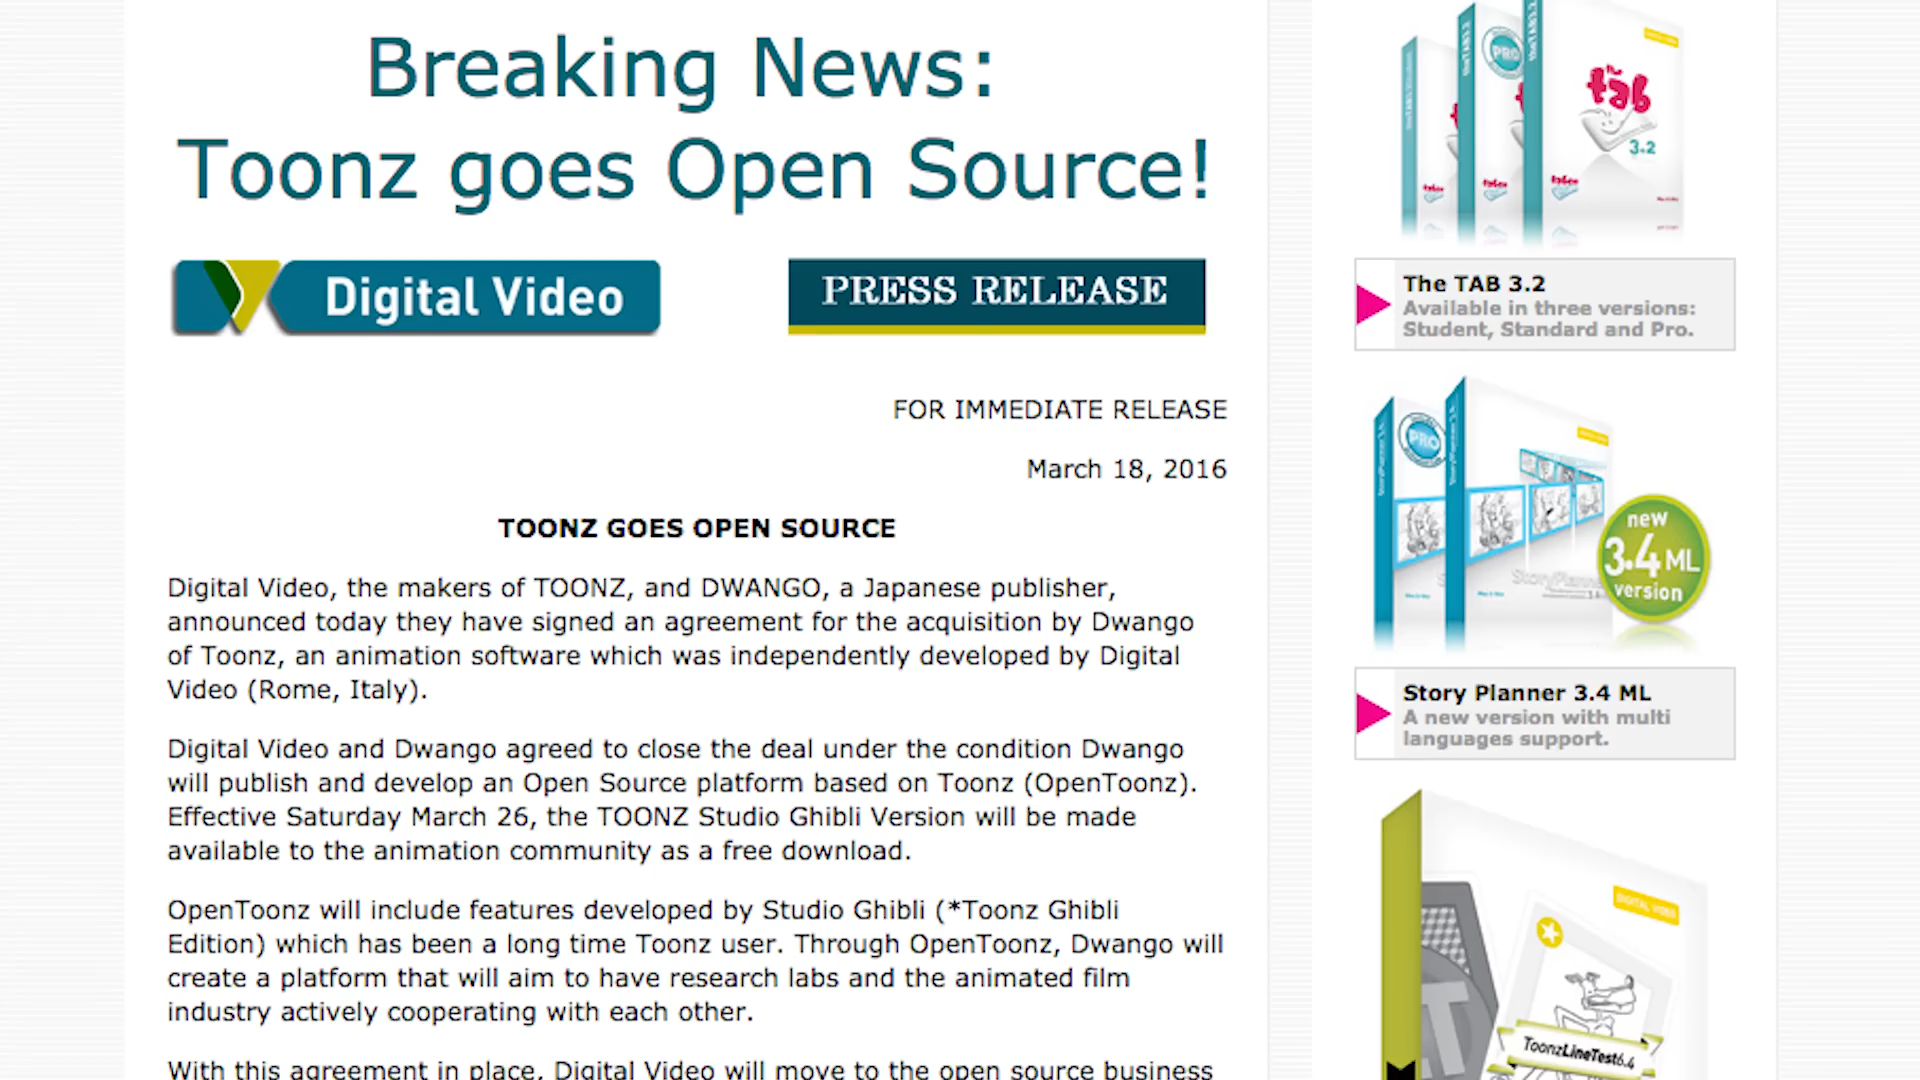 Breaking News:
Toonz goes Open Source!
Digital Video
PRESS RELEASE
FOR IMMEDIATE RELEASE
March 18, 2016
TOONZ GOES OPEN SOURCE
Digital Video, the makers of TOONZ, and DWANGO, a Japanese publisher,
announced today they have signed an agreement for the acquisition by Dwango
of Toonz, an animation software which was independently developed by Digital
Video (Rome, Italy).
Digital Video and Dwango agreed to close the deal under the condition Dwango
will publish and develop an Open Source platform based on Toonz (OpenToonz).
Effective Saturday March 26, the TOONZ Studio Ghibli Version will be made
available to the animation community as a free download.
OpenToonz will include features developed by Studio Ghibli (*Toonz Ghibli
Edition) which has been a long time Toonz user. Through OpenToonz, Dwango will
create a platform that will aim to have research labs and the animated film
industry actively cooperating with each other.
With this agreement in place, Digital Video will move to the open source business
PRO
the tab
3.2
The TAB 3.2
Available in three versions:
Student, Standard and Pro.
PRO
StoryPlanner
new
3.4 ML
version
Story Planner 3.4 ML
A new version with multi
languages support.
DIGITAL VIDEO
ToonzLineTest6.4